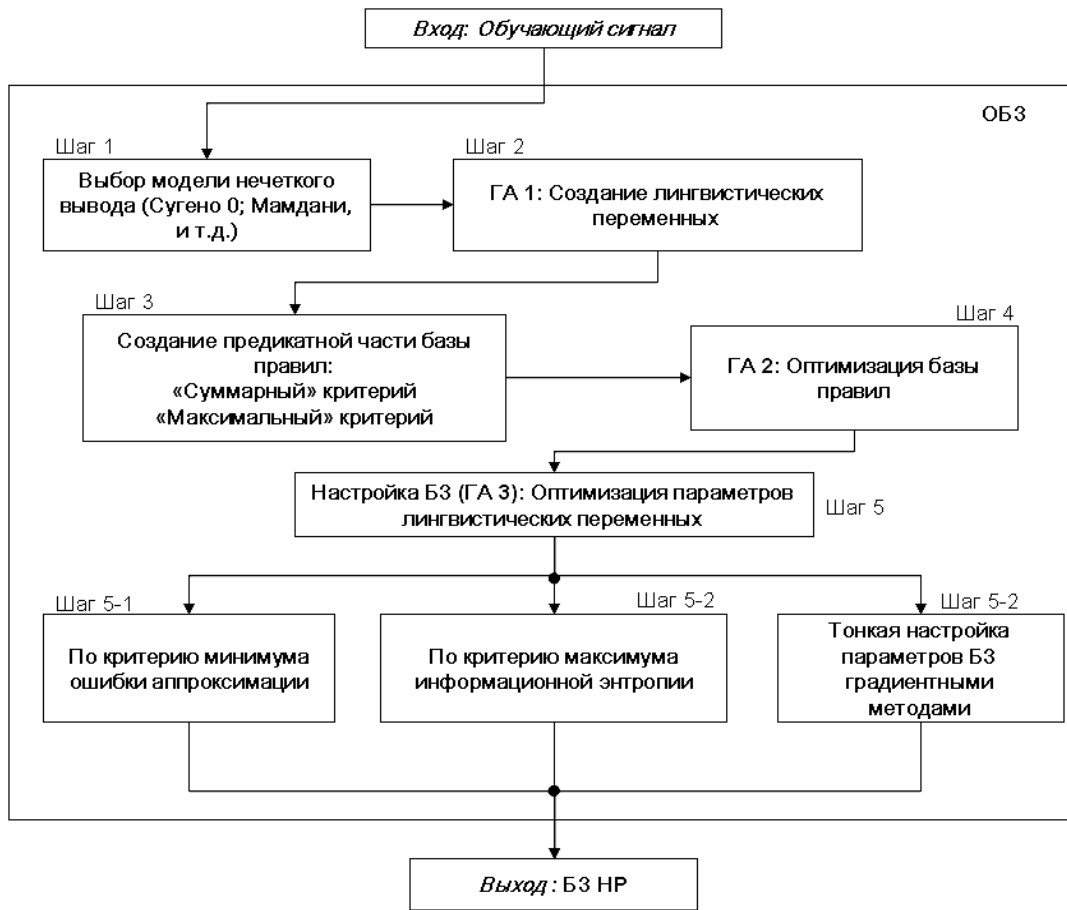 Вход: Обучающий сигнал
ОБЗ
Шаг 1
Выбор модели нечеткого
вывода (Сугено 0; Мамдани,
и т.д.)
Шаг 2
ГА 1: Создание лингвистических
переменных
Шаг 3
Создание предикатной части базы
правил:
«Суммарный» критерий
«Максимальный» критерий
Шаг 4
ГА 2: Оптимизация базы
правил
Настройка БЗ (ГА 3): Оптимизация параметров
лингвистических переменных
Шаг 5
Шаг 5-1
По критерию минимума
ошибки аппроксимации
Шаг 5-2
По критерию максимума
информационной энтропии
Шаг 5-2
Тонкая настройка
параметров БЗ
градиентными
методами
Выход: БЗ НР